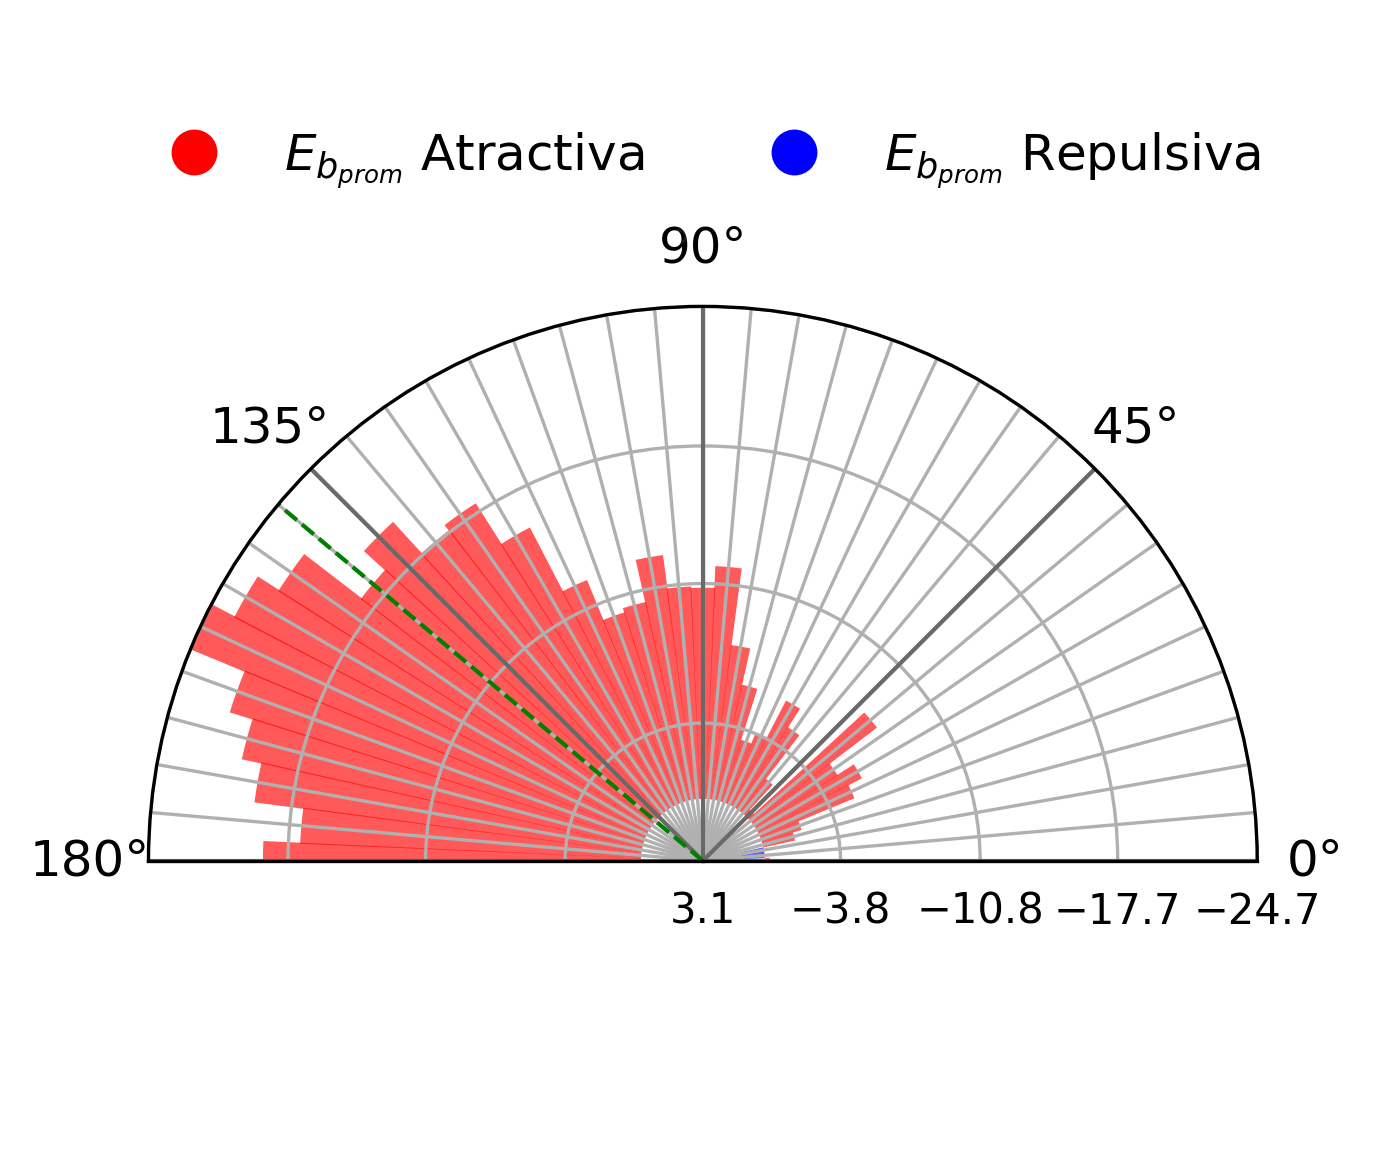 E_{b_{prom}} Atractiva E_{b_{prom}} Repulsiva
90°
135° 45°
180° 0°
3.1 −3.8 −10.8 −17.7 −24.7